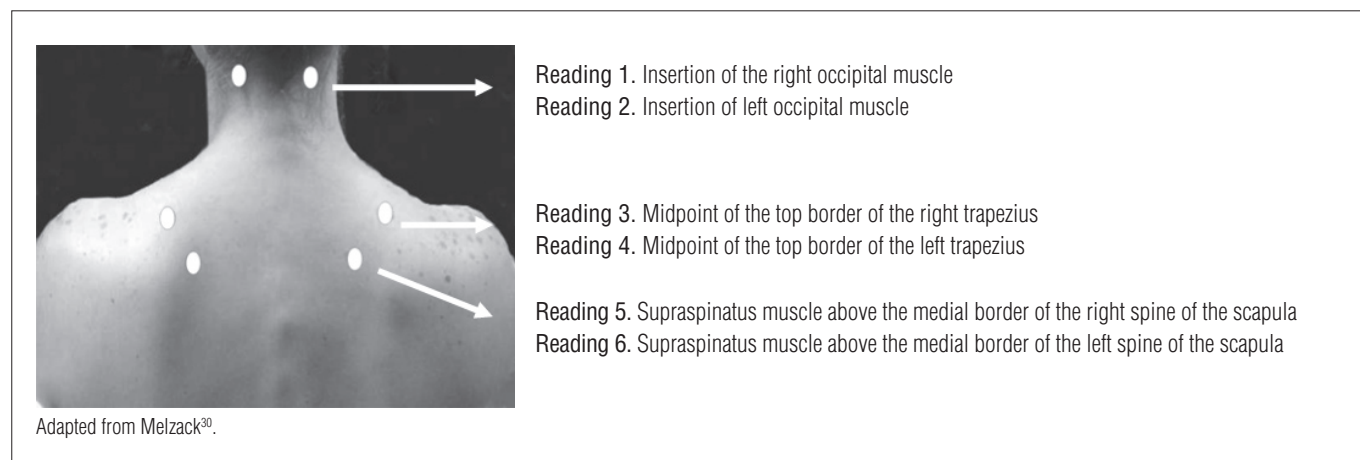 Reading 1. Insertion of the right occipital muscle
Reading 2. Insertion of left occipital muscle
Reading 3. Midpoint of the top border of the right trapezius
Reading 4. Midpoint of the top border of the left trapezius
Reading 5. Supraspinatus muscle above the medial border of the right spine of the scapula
Reading 6. Supraspinatus muscle above the medial border of the left spine of the scapula
Adapted from Melzack³⁰.